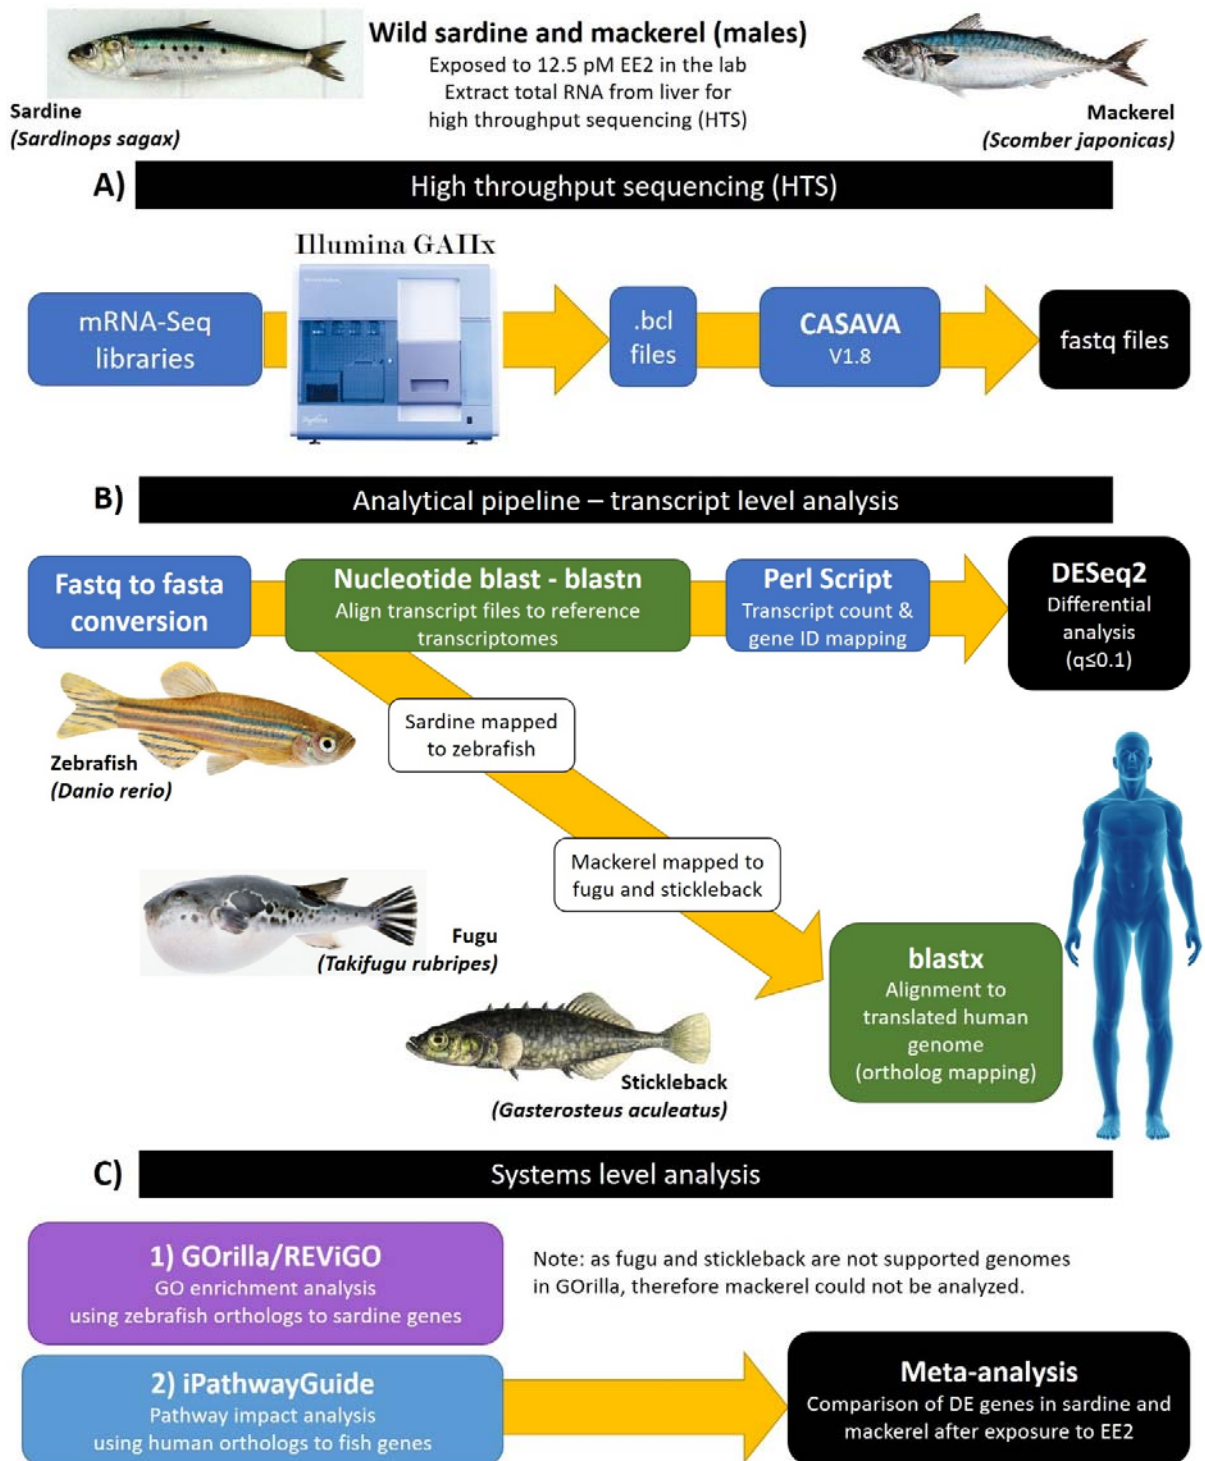 Wild sardine and mackerel (males)
Exposed to 12.5 pM EE2 in the lab
Extract total RNA from liver for
high throughput sequencing (HTS)
Sardine
(Sardinops sagax)
Mackerel
(Scomber japonicas)
A)
High throughput sequencing (HTS)
Illumina GAIIx
mRNA-Seq
libraries
.bcl
files
CASAVA
V1.8
fastq files
B)
Analytical pipeline – transcript level analysis
Fastq to fasta
conversion
Nucleotide blast - blastn
Align transcript files to reference
transcriptomes
Perl Script
Transcript count &
gene ID mapping
DESeq2
Differential
analysis
(q≤0.1)
Sardine mapped
to zebrafish
Zebrafish
(Danio rerio)
Mackerel mapped to
fugu and stickleback
Fugu
(Takifugu rubripes)
blastx
Alignment to
translated human
genome
(ortholog mapping)
Stickleback
(Gasterosteus aculeatus)
C)
Systems level analysis
1) GOrilla/REViGO
GO enrichment analysis
using zebrafish orthologs to sardine genes
Note: as fugu and stickleback are not supported genomes
in GOrilla, therefore mackerel could not be analyzed.
2) iPathwayGuide
Pathway impact analysis
using human orthologs to fish genes
Meta-analysis
Comparison of DE genes in sardine and
mackerel after exposure to EE2